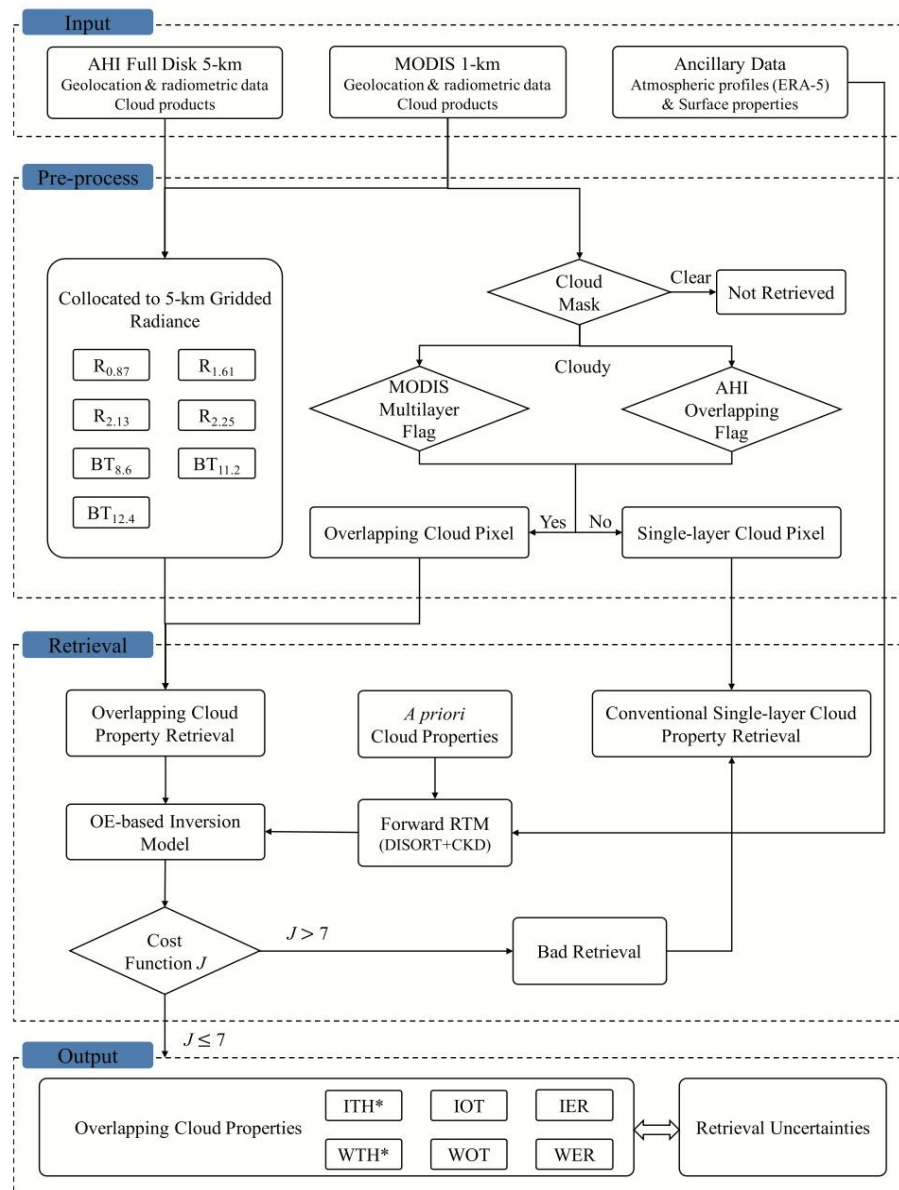 Input
AHI Full Disk 5-km
Geolocation & radiometric data
Cloud products
MODIS 1-km
Geolocation & radiometric data
Cloud products
Ancillary Data
Atmospheric profiles (ERA-5)
& Surface properties
Pre-process
Collocated to 5-km Gridded
Radiance
R0.87
R1.61
R2.13
R2.25
BT8.6
BT11.2
BT12.4
Cloud
Mask
Clear
Not Retrieved
Cloudy
MODIS
Multilayer
Flag
AHI
Overlapping
Flag
Overlapping Cloud Pixel
Yes
No
Single-layer Cloud Pixel
Retrieval
Overlapping Cloud
Property Retrieval
A priori
Cloud Properties
Conventional Single-layer Cloud
Property Retrieval
OE-based Inversion
Model
Forward RTM
(DISORT+CKD)
Cost
Function J
J > 7
Bad Retrieval
J ≤ 7
Output
Overlapping Cloud Properties
ITH*
IOT
IER
WTH*
WOT
WER
Retrieval Uncertainties